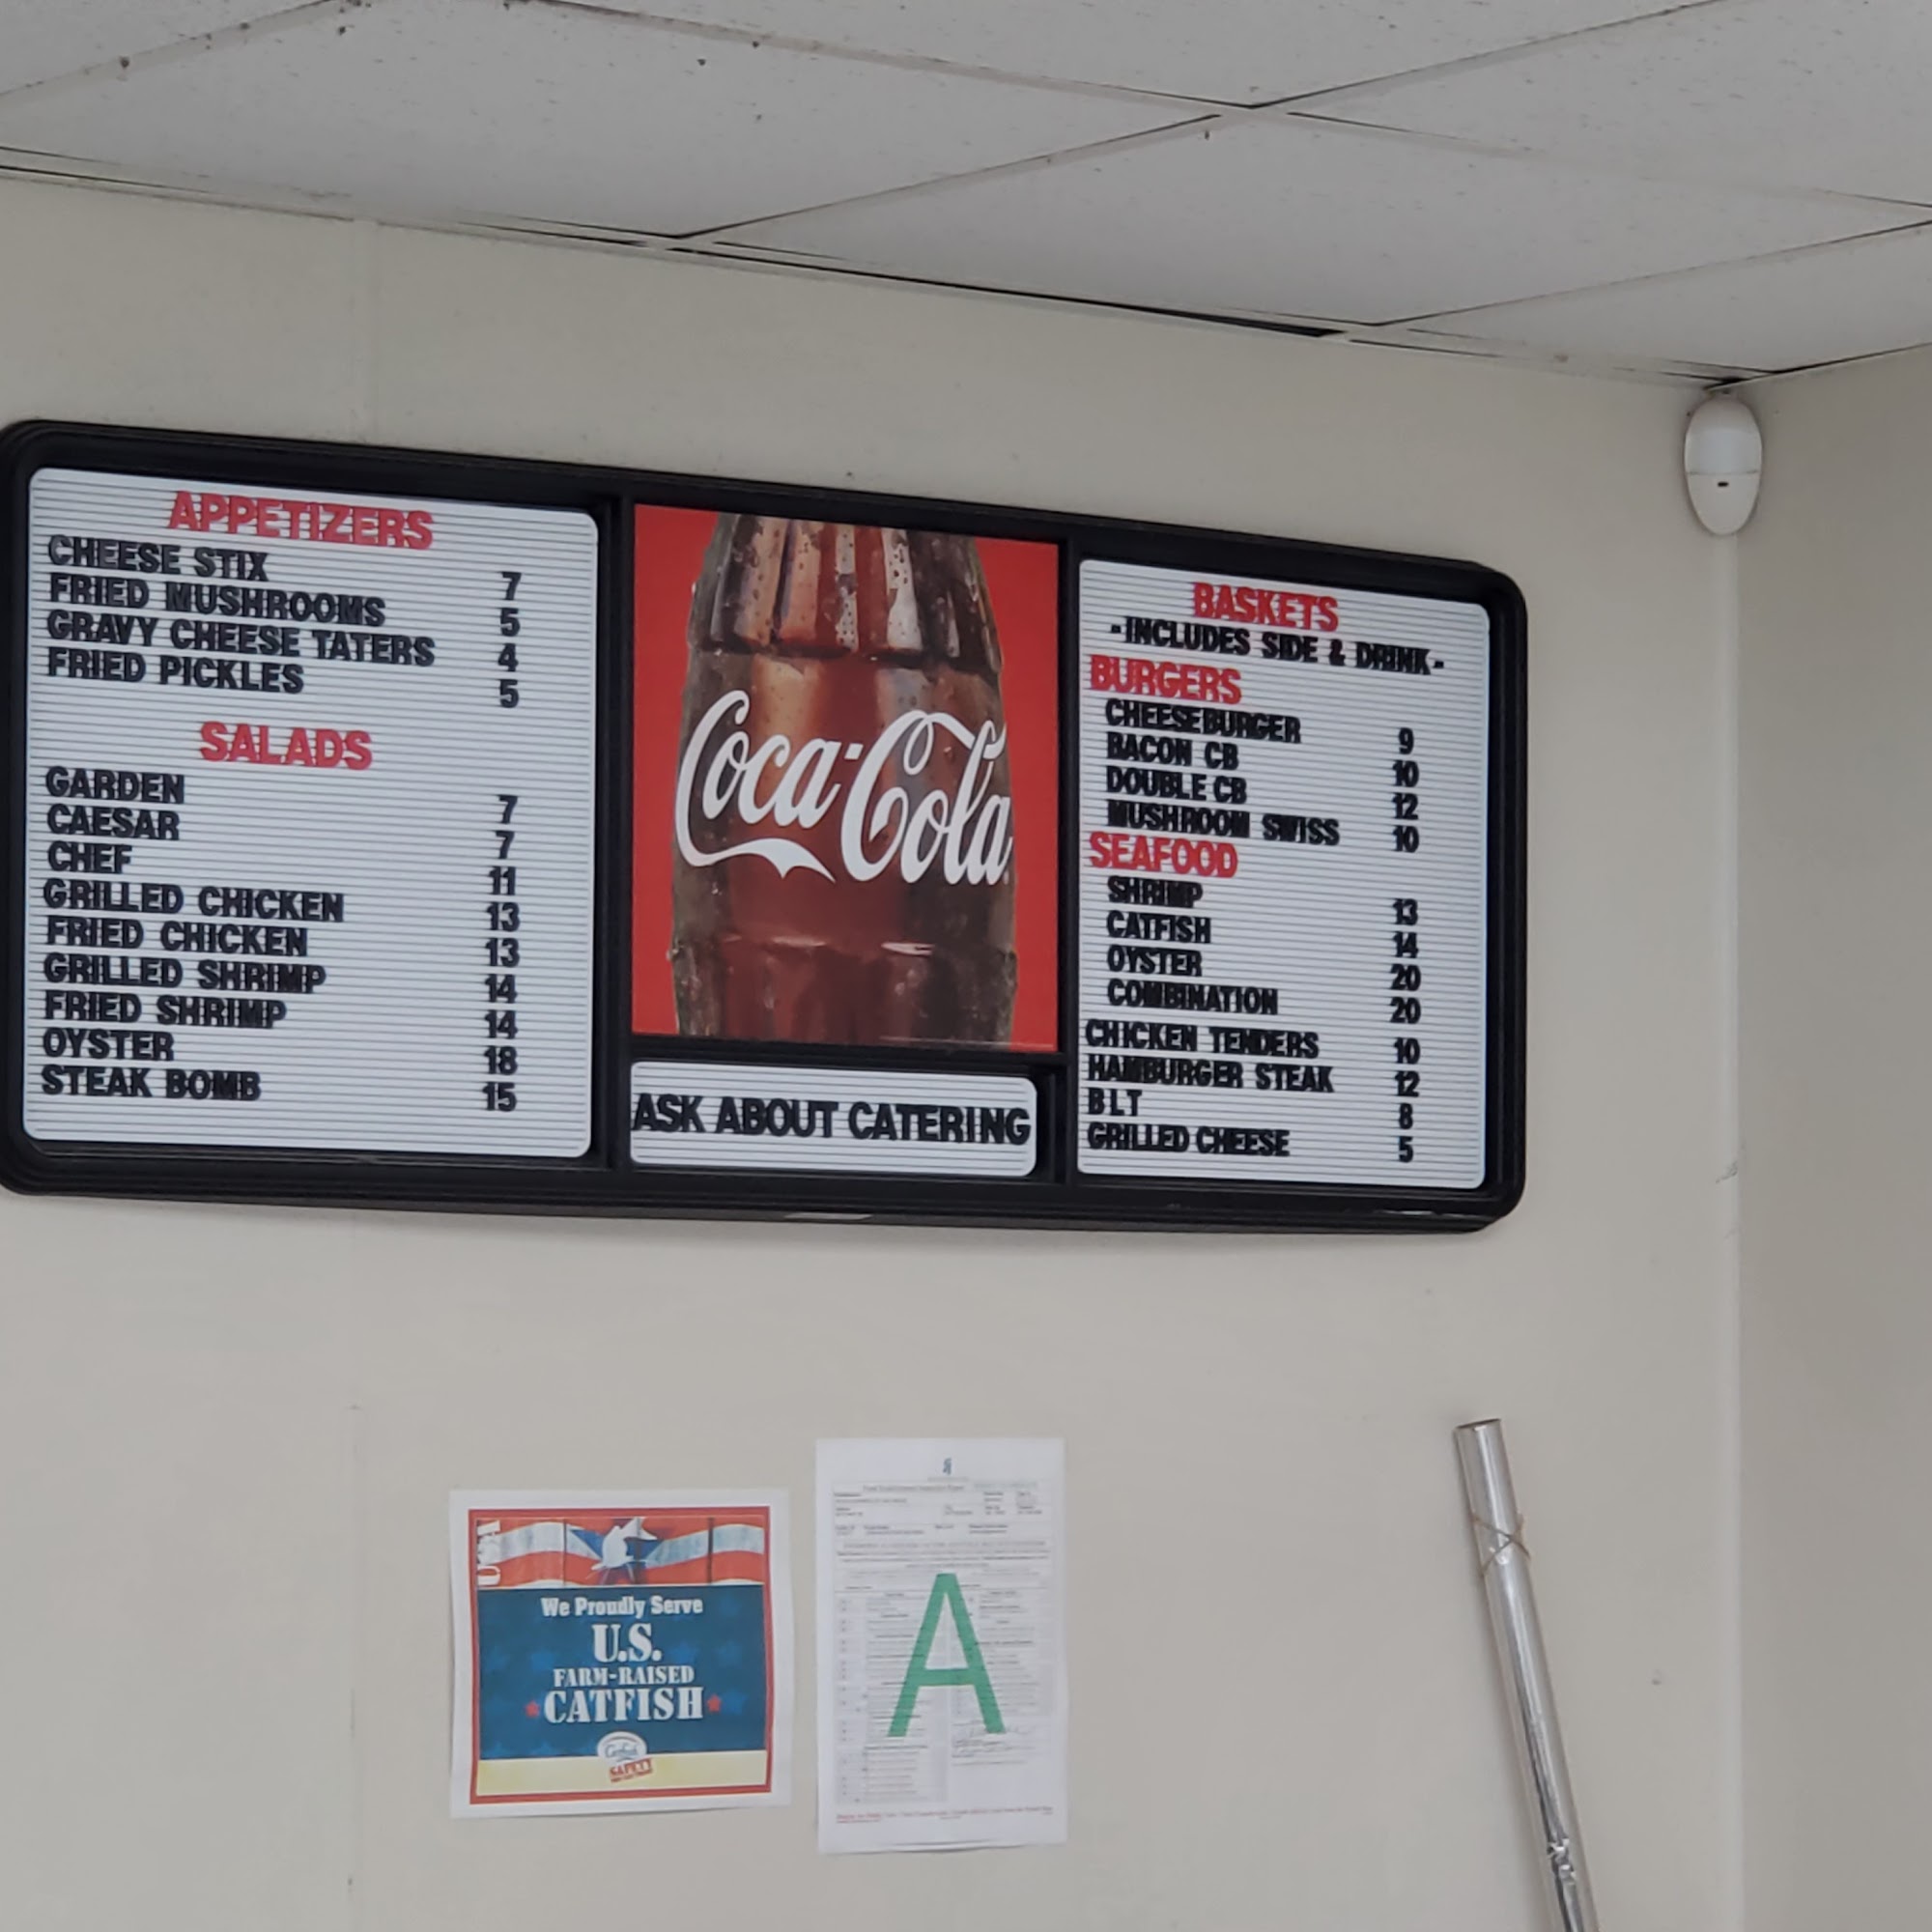 APPETIZERS
CHEESE STIX 7
FRIED MUSHROOMS 5
GRAVY CHEESE TATERS 4
FRIED PICKLES 5
SALADS
GARDEN 7
CAESAR 7
CHEF 11
GRILLED CHICKEN 13
FRIED CHICKEN 13
GRILLED SHRIMP 14
FRIED SHRIMP 14
OYSTER 18
STEAK BOMB 15
Coca-Cola
ASK ABOUT CATERING
BASKETS
-INCLUDES SIDE & DRINK-
BURGERS
CHEESEBURGER 9
BACON CB 10
DOUBLE CB 12
MUSHROOM SWISS 10
SEAFOOD
SHRIMP 13
CATFISH 14
OYSTER 20
COMBINATION 20
CHICKEN TENDERS 10
HAMBURGER STEAK 12
BLT 8
GRILLED CHEESE 5
USA
We Proudly Serve
U.S.
FARM-RAISED
CATFISH
Catfish
SAFETY
A